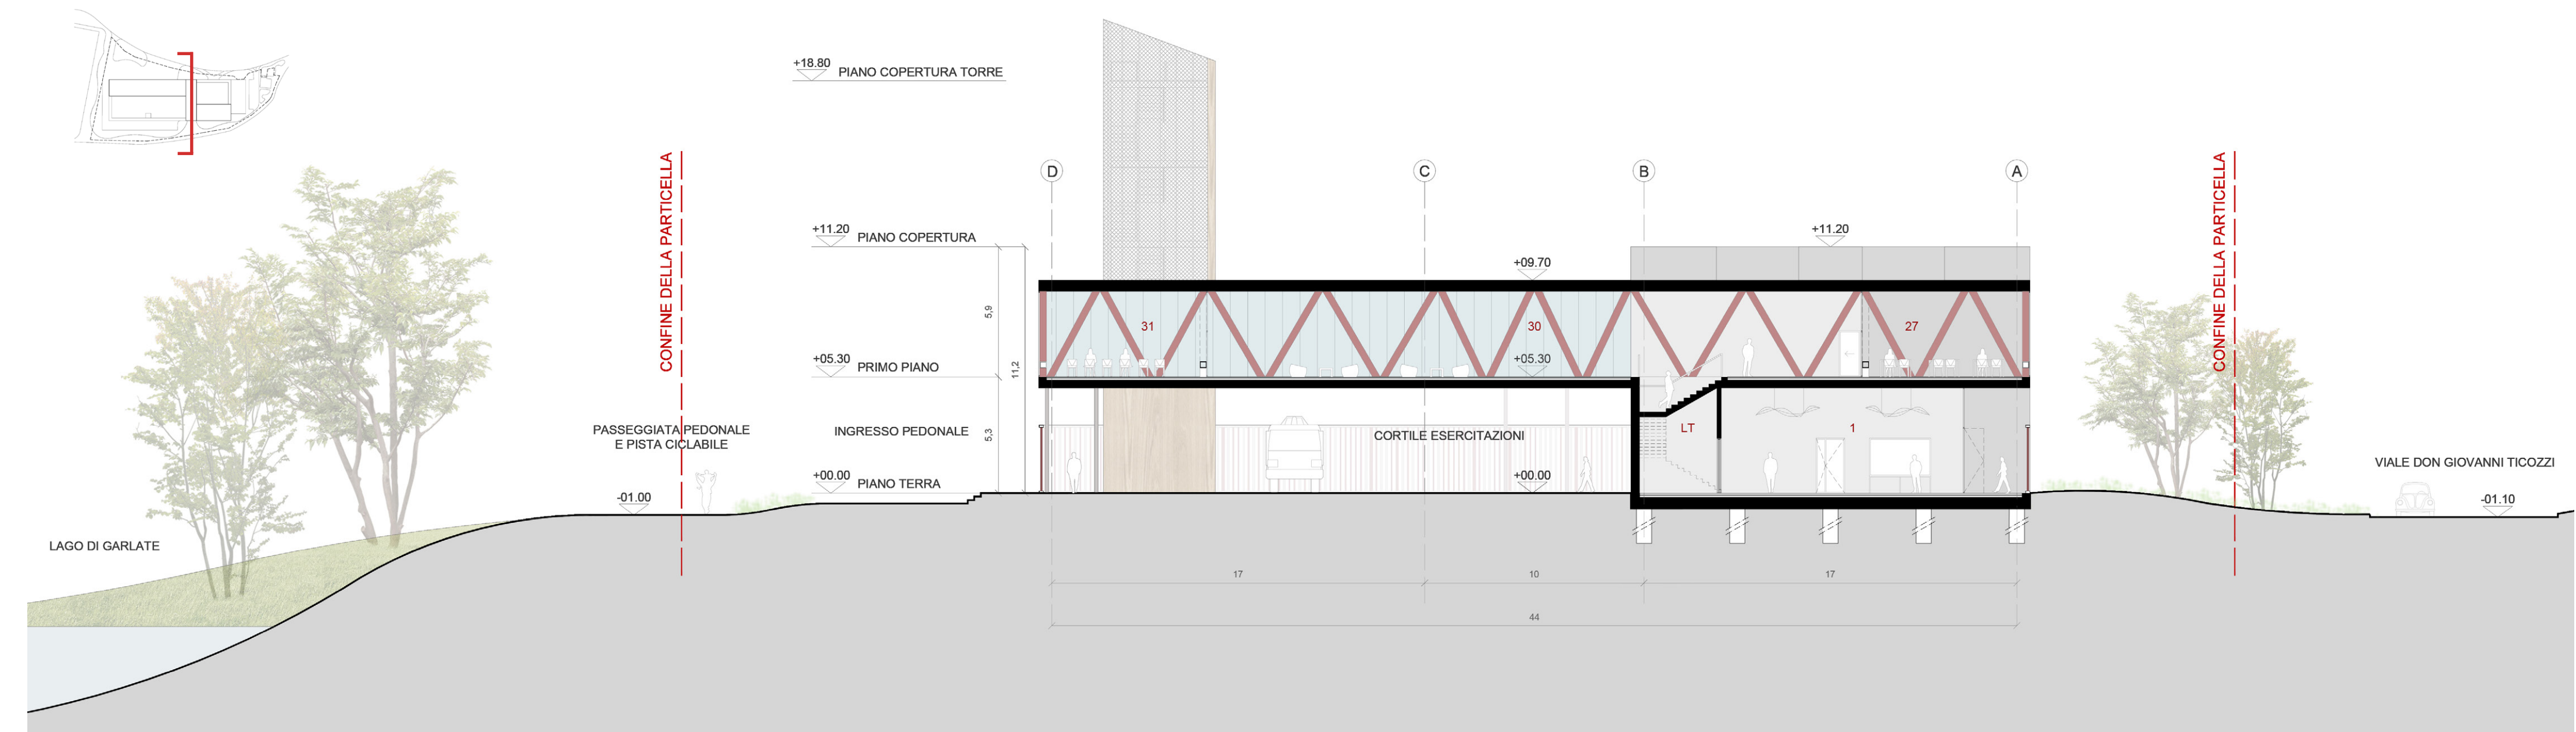 +18.80 PIANO COPERTURA TORRE
CONFINE DELLA PARTICELLA
CONFINE DELLA PARTICELLA
D C B A
+11.20 PIANO COPERTURA
+11.20
+09.70
5,9
31 30 27
+05.30 PRIMO PIANO
+05.30
11,2
PASSEGGIATA PEDONALE
E PISTA CICLABILE
INGRESSO PEDONALE
5,3
CORTILE ESERCITAZIONI
LT 1
VIALE DON GIOVANNI TICOZZI
+00.00 PIANO TERRA
+00.00
-01.00
-01.10
LAGO DI GARLATE
17 10 17
44